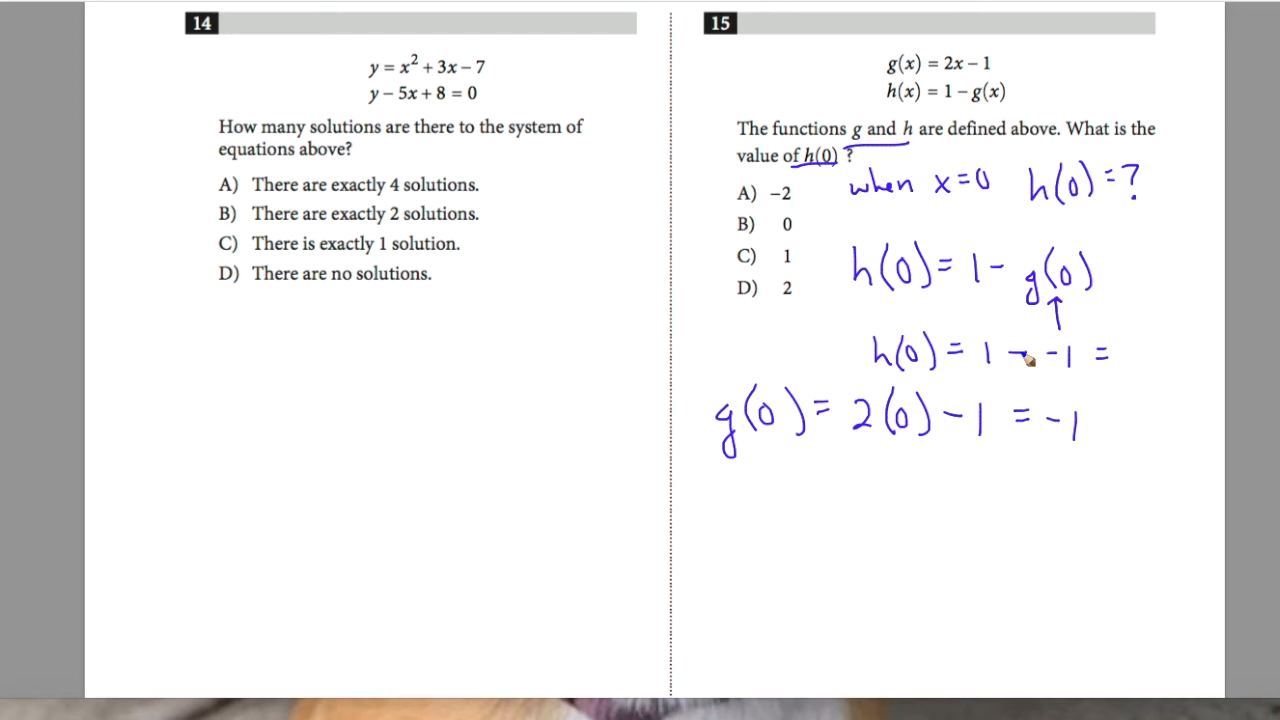 14
y = x² + 3x – 7
y – 5x + 8 = 0
How many solutions are there to the system of
equations above?
A) There are exactly 4 solutions.
B) There are exactly 2 solutions.
C) There is exactly 1 solution.
D) There are no solutions.
15
g(x) = 2x – 1
h(x) = 1 – g(x)
The functions g and h are defined above. What is the
value of h(0) ?
A) –2
B) 0
C) 1
D) 2
when x=0 h(0)=?
h(0)= 1 - g(0)
h(0) = 1 - -1 =
g(0)= 2(0) - 1 = -1